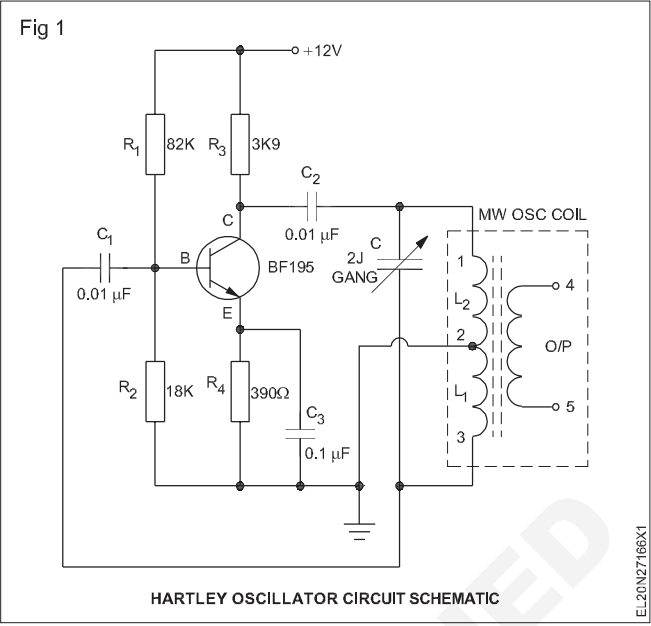 Fig 1
+12V
R1 82K R3 3K9
C2
0.01 µF
C
MW OSC COIL
C1
0.01 µF
B
BF195
C
2J
GANG
1
L2
2
4
O/P
E
R2 18K R4 390Ω
C3
0.1 µF
L1
3
5
HARTLEY OSCILLATOR CIRCUIT SCHEMATIC
EL20N27166X1
NED